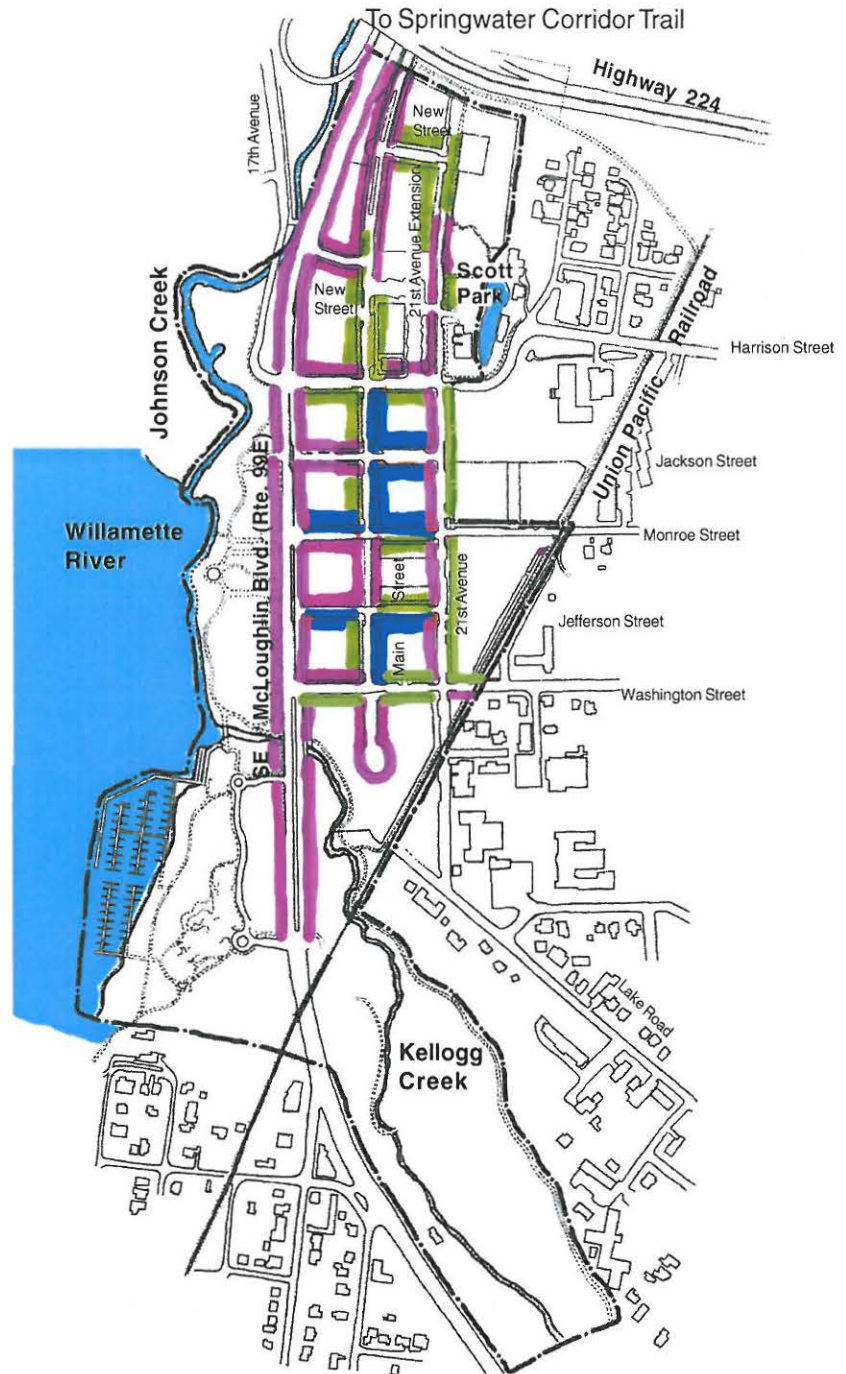 To Springwater Corridor Trail
Highway 224
17th Avenue
New
Street
21st Avenue Extension
Scott
Park
New
Street
Johnson Creek
Union Pacific Railroad
Harrison Street
Jackson Street
Willamette
River
SE McLoughlin Blvd. (Rte. 99E)
Monroe Street
Main Street
21st Avenue
Jefferson Street
Washington Street
Lake Road
Kellogg
Creek